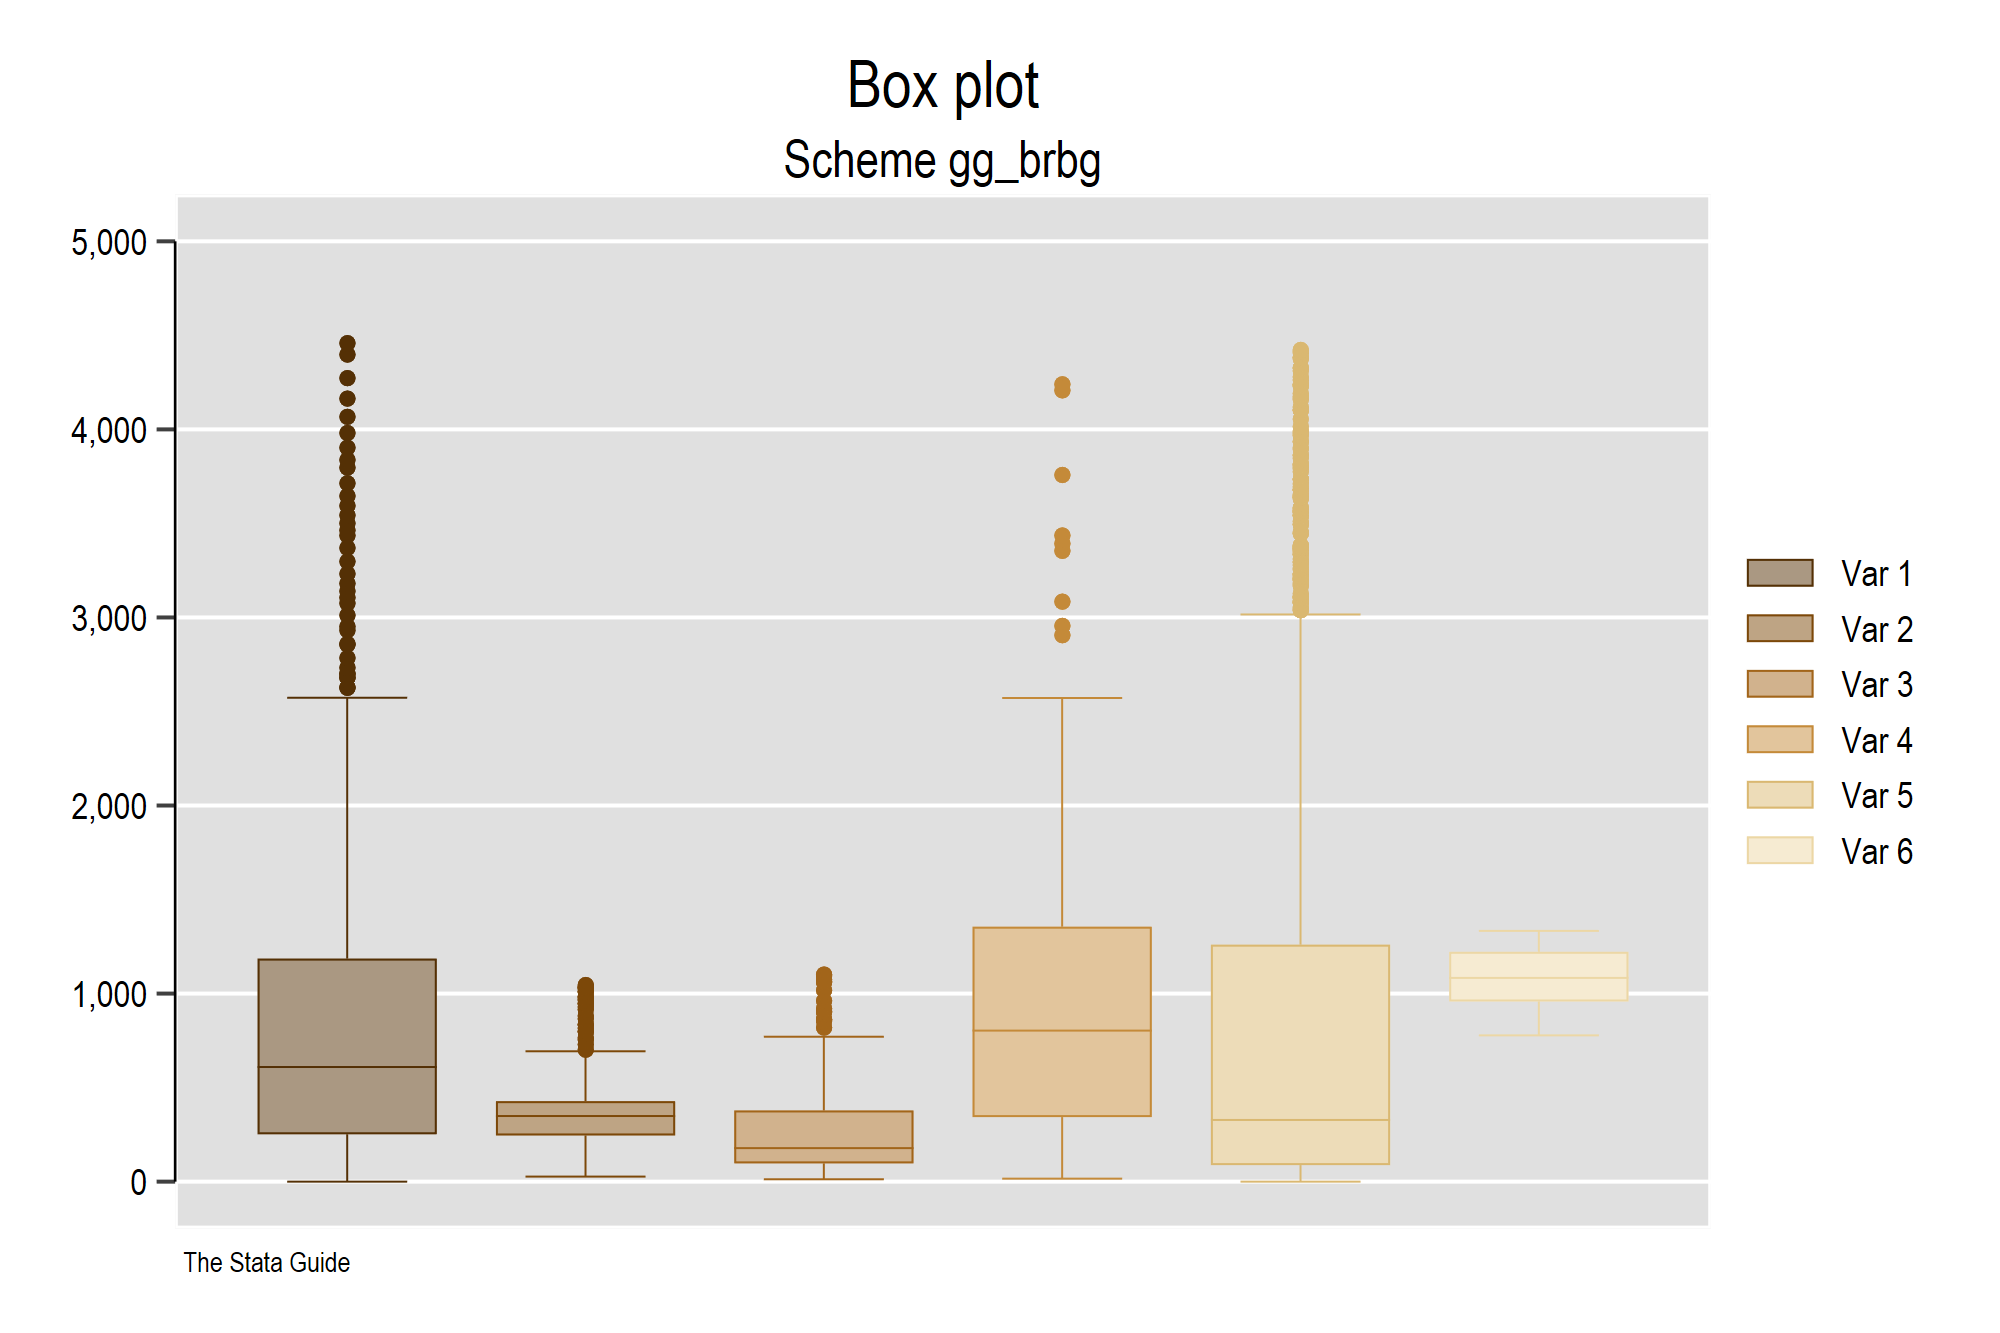 Box plot
Scheme gg_brbg
5,000
4,000
3,000
2,000
1,000
0
Var 1
Var 2
Var 3
Var 4
Var 5
Var 6
The Stata Guide